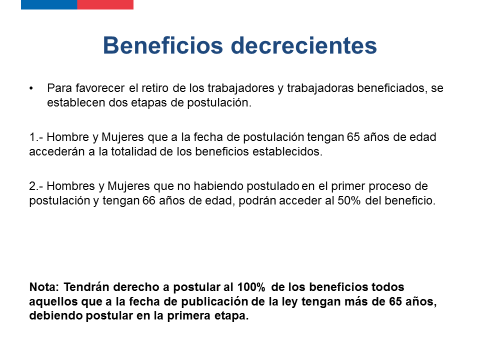 Beneficios decrecientes
• Para favorecer el retiro de los trabajadores y trabajadoras beneficiados, se
establecen dos etapas de postulación.
1.- Hombre y Mujeres que a la fecha de postulación tengan 65 años de edad
accederán a la totalidad de los beneficios establecidos.
2.- Hombres y Mujeres que no habiendo postulado en el primer proceso de
postulación y tengan 66 años de edad, podrán acceder al 50% del beneficio.
Nota: Tendrán derecho a postular al 100% de los beneficios todos
aquellos que a la fecha de publicación de la ley tengan más de 65 años,
debiendo postular en la primera etapa.